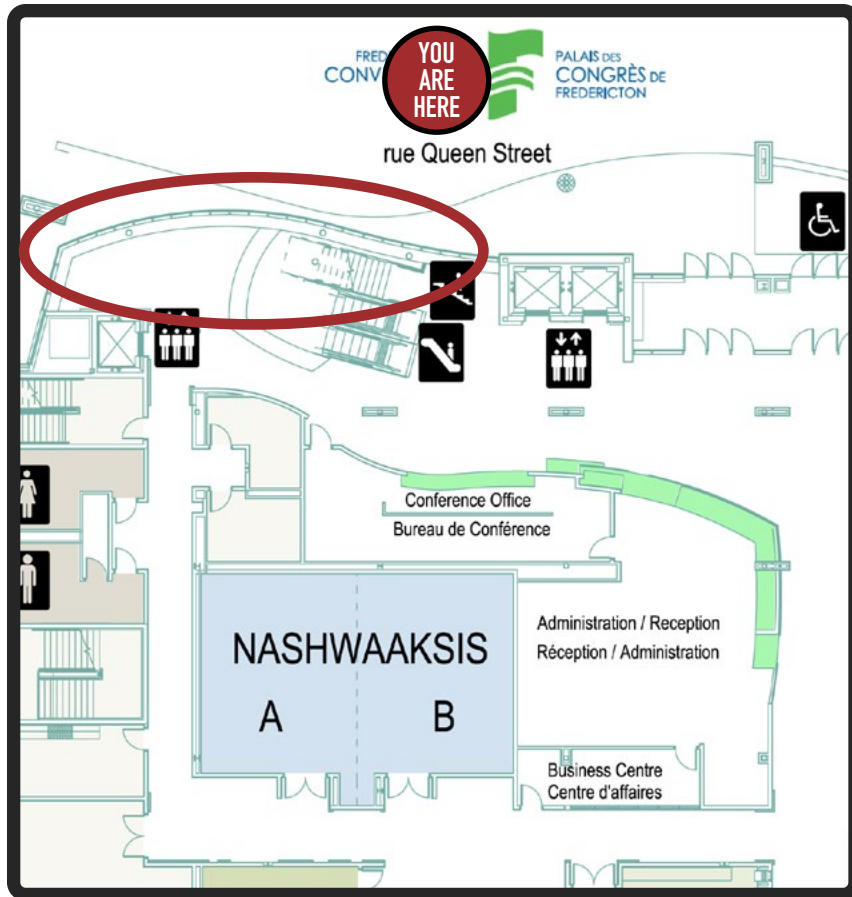 FRED
CONV
YOU
ARE
HERE
PALAIS DES
CONGRÈS DE
FREDERICTON
rue Queen Street
Conference Office
Bureau de Conférence
NASHWAAKSIS
A B
Administration / Reception
Réception / Administration
Business Centre
Centre d'affaires